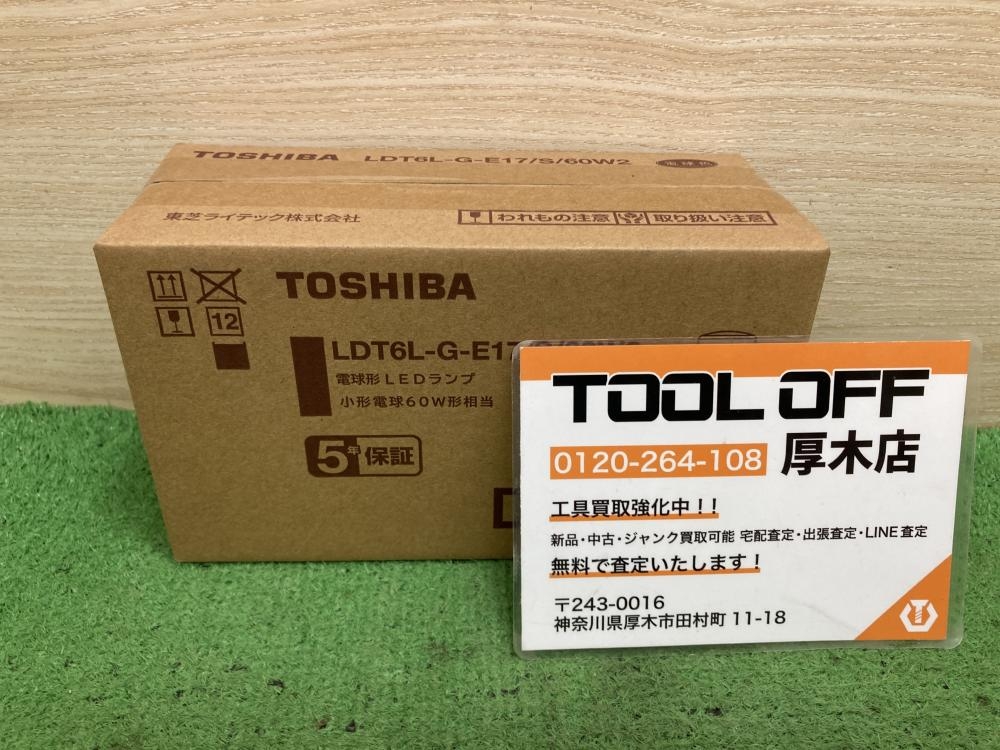 TOSHIBA LDT6L-G-E17/S/60W2 電球色
東芝ライテック株式会社
われもの注意 取り扱い注意
TOSHIBA
12
LDT6L-G-E17
電球形LEDランプ
小形電球60W形相当
5年保証
TOOL OFF
0120-264-108 厚木店
工具買取強化中!!
新品・中古・ジャンク買取可能 宅配査定・出張査定・LINE査定
無料で査定いたします!
〒243-0016
神奈川県厚木市田村町 11-18